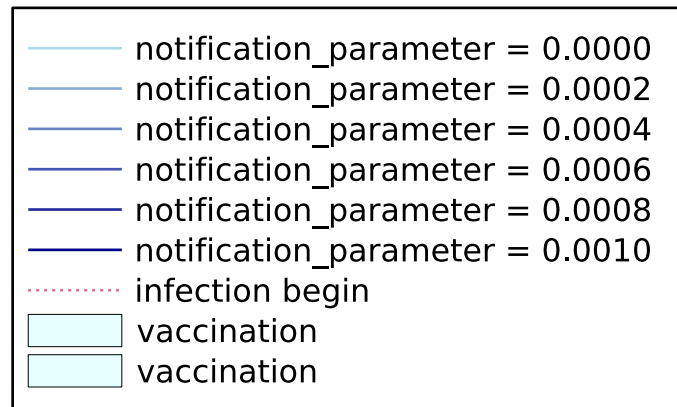 notification_parameter = 0.0000
notification_parameter = 0.0002
notification_parameter = 0.0004
notification_parameter = 0.0006
notification_parameter = 0.0008
notification_parameter = 0.0010
infection begin
vaccination
vaccination